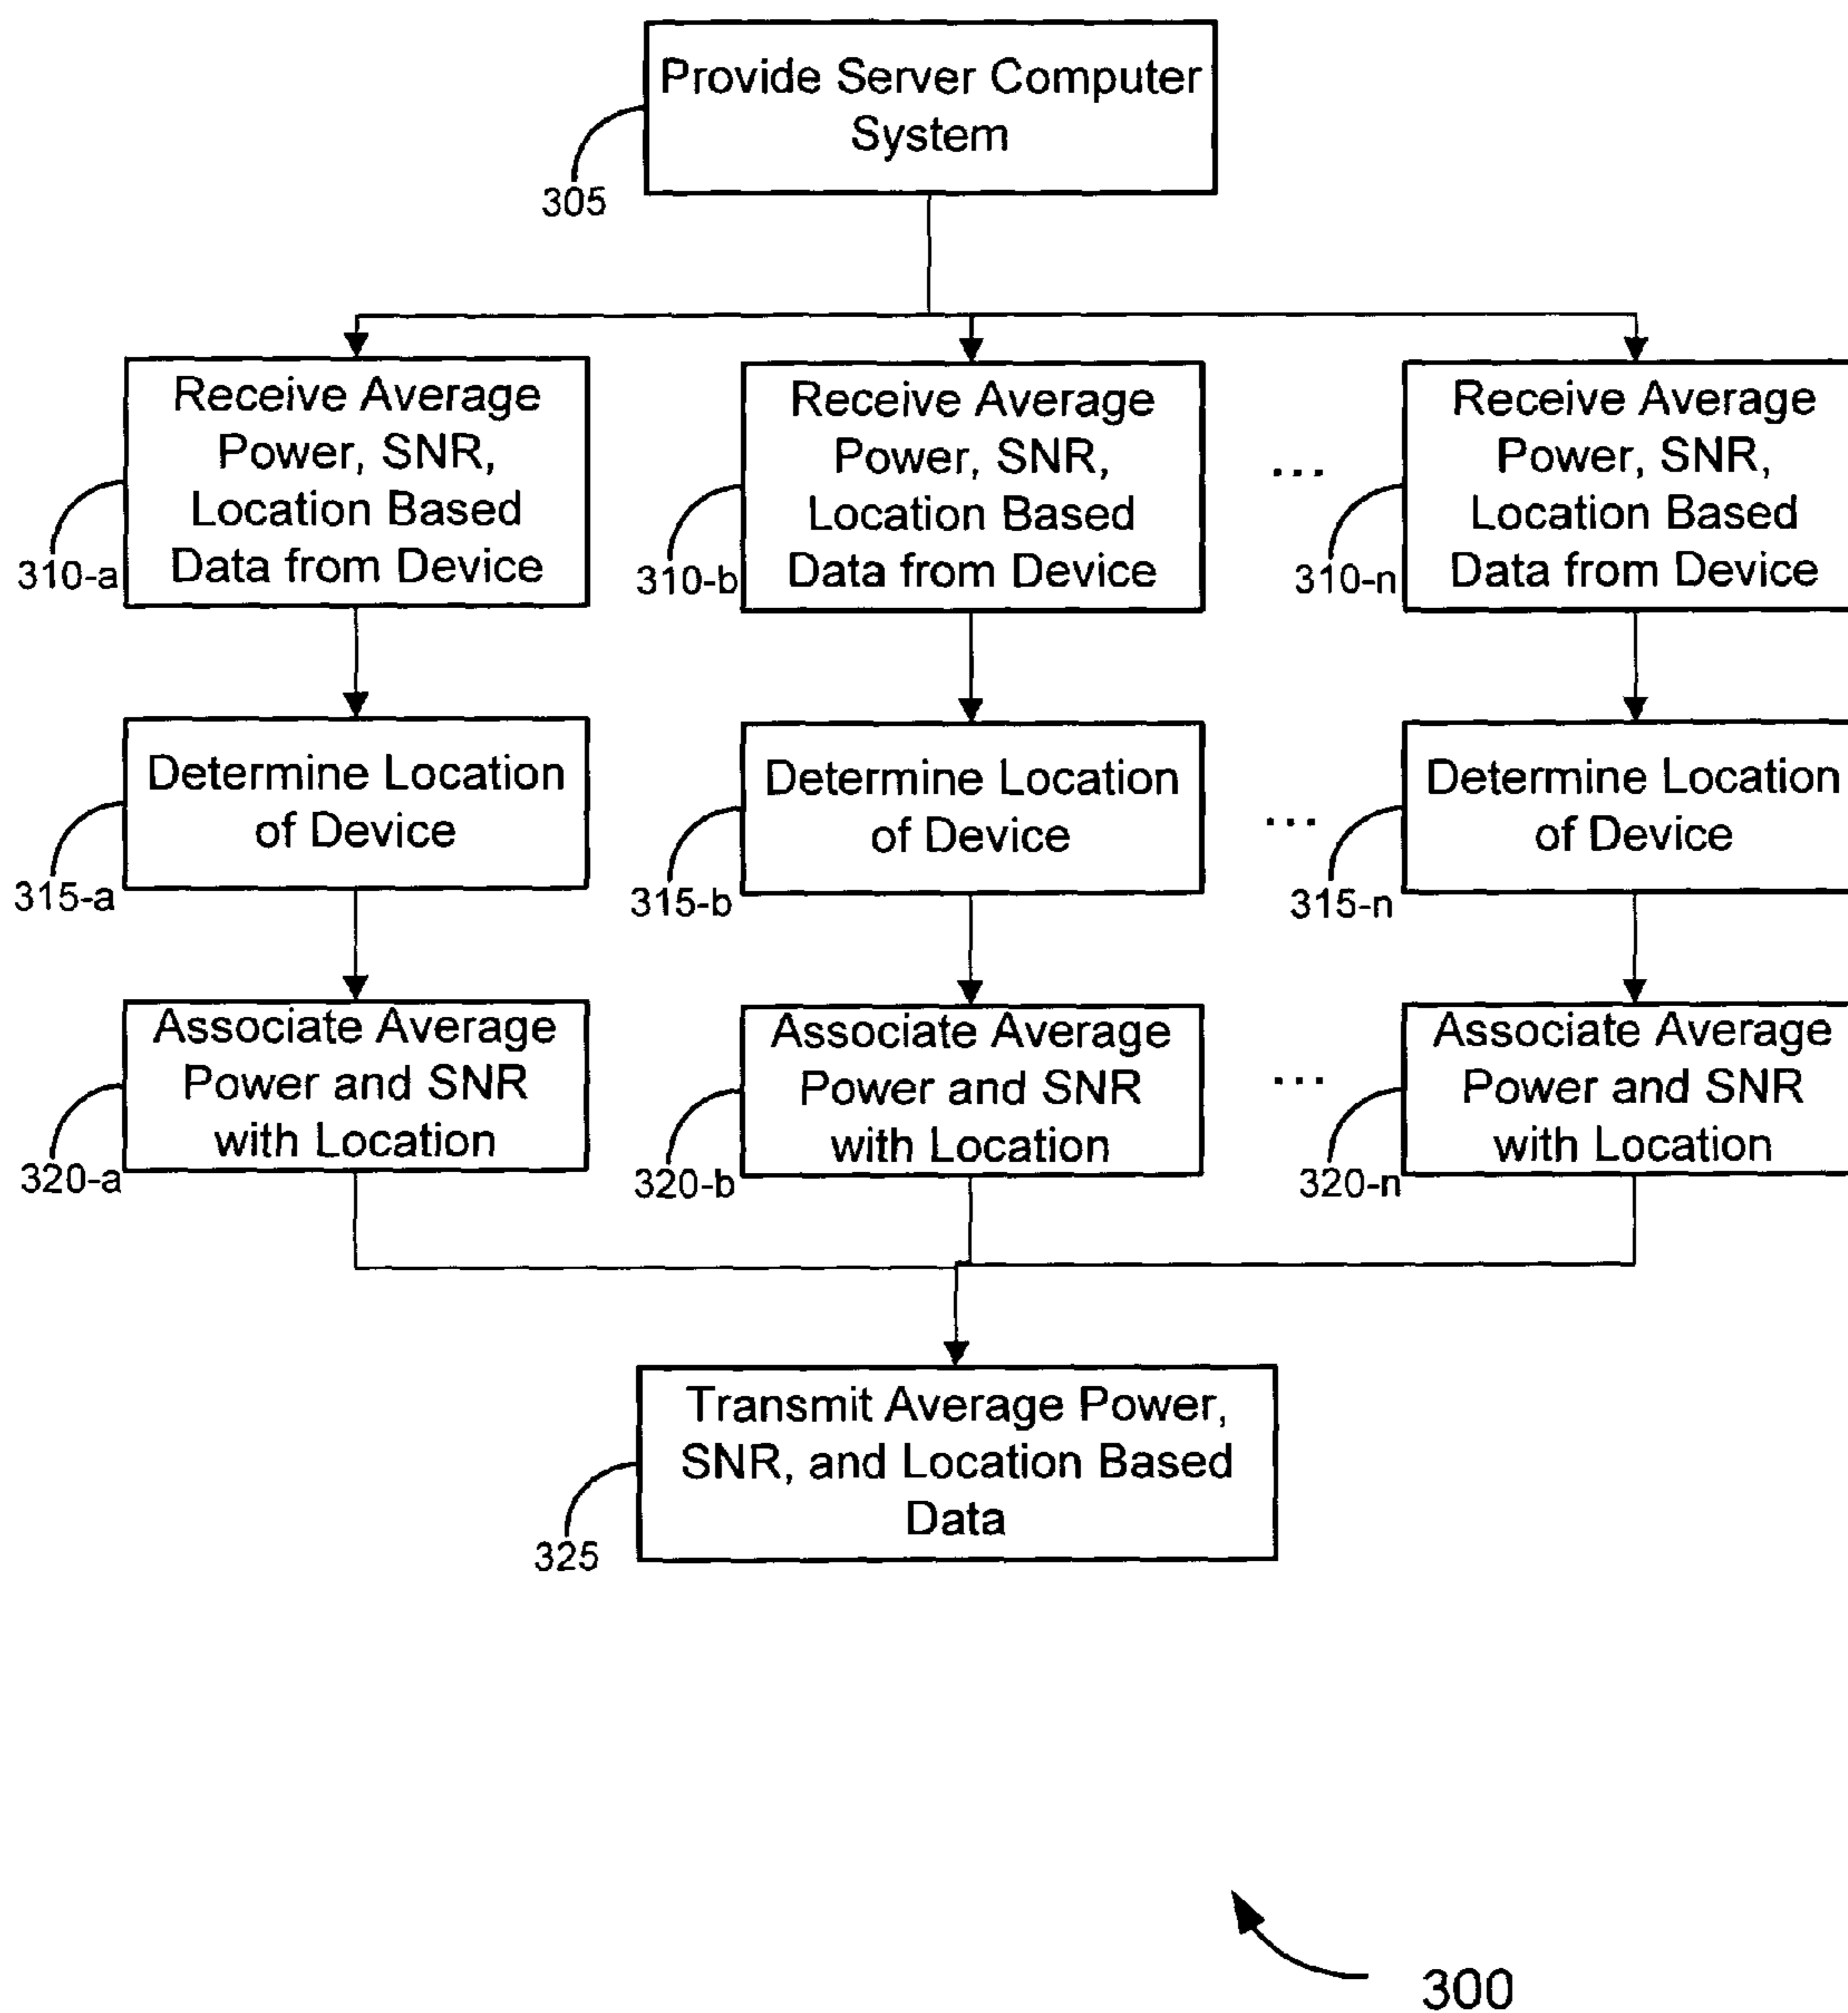 Provide Server Computer
System
305
Receive Average
Power, SNR,
Location Based
Data from Device
310-a
Receive Average
Power, SNR,
Location Based
Data from Device
310-b
...
Receive Average
Power, SNR,
Location Based
Data from Device
310-n
Determine Location
of Device
315-a
Determine Location
of Device
315-b
...
Determine Location
of Device
315-n
Associate Average
Power and SNR
with Location
320-a
Associate Average
Power and SNR
with Location
320-b
...
Associate Average
Power and SNR
with Location
320-n
Transmit Average Power,
SNR, and Location Based
Data
325
300